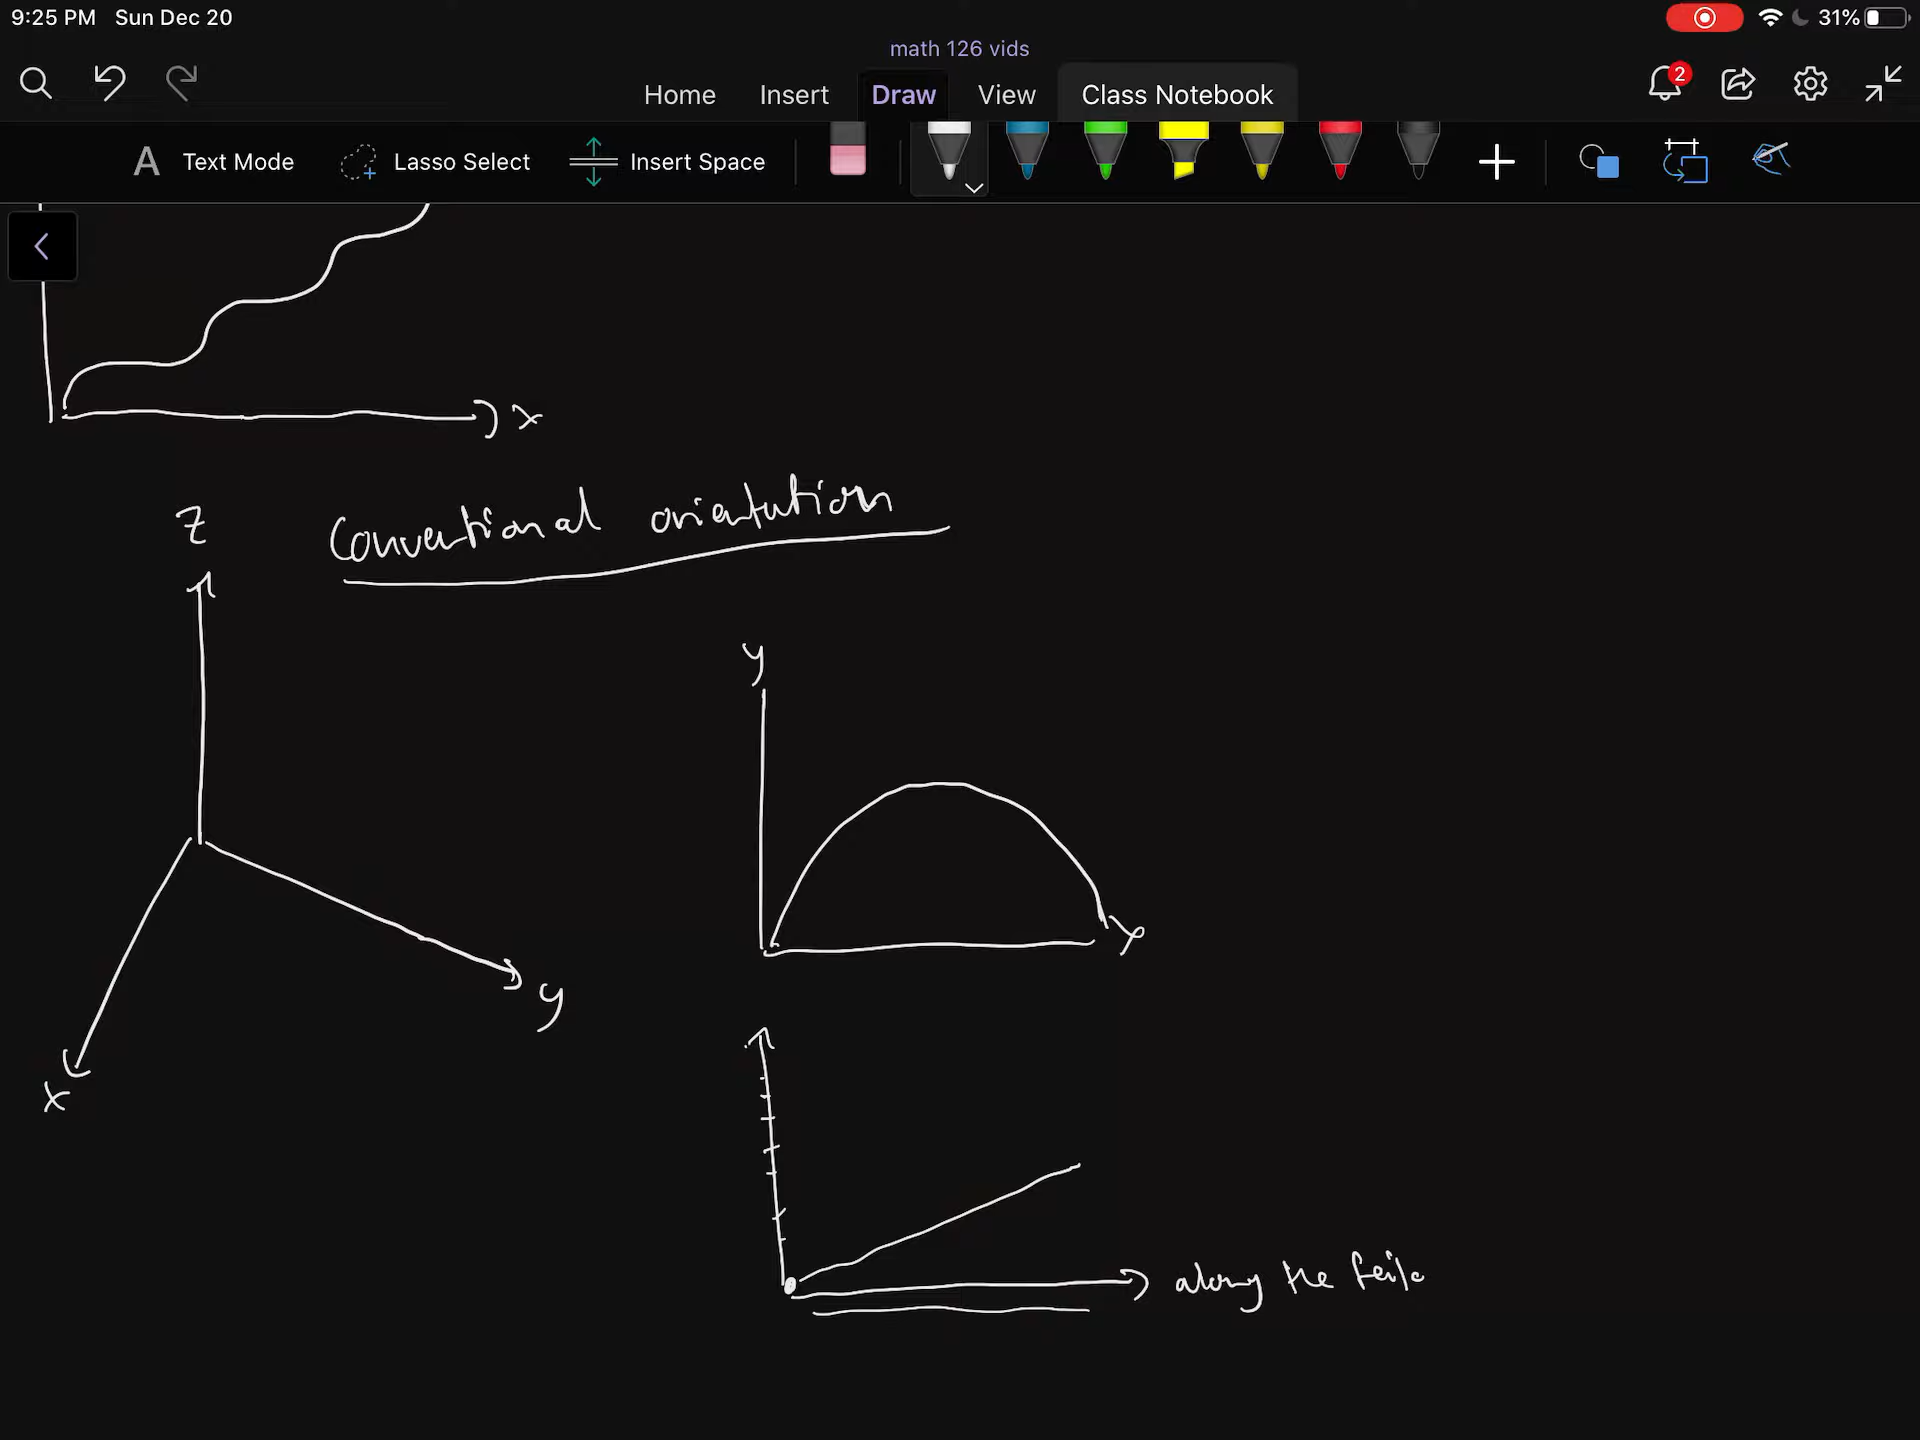 9:25 PM Sun Dec 20
31%
math 126 vids
2
Home Insert Draw View Class Notebook
A Text Mode Lasso Select Insert Space
x
z
Conventional orientation
y
x
y
x
along the